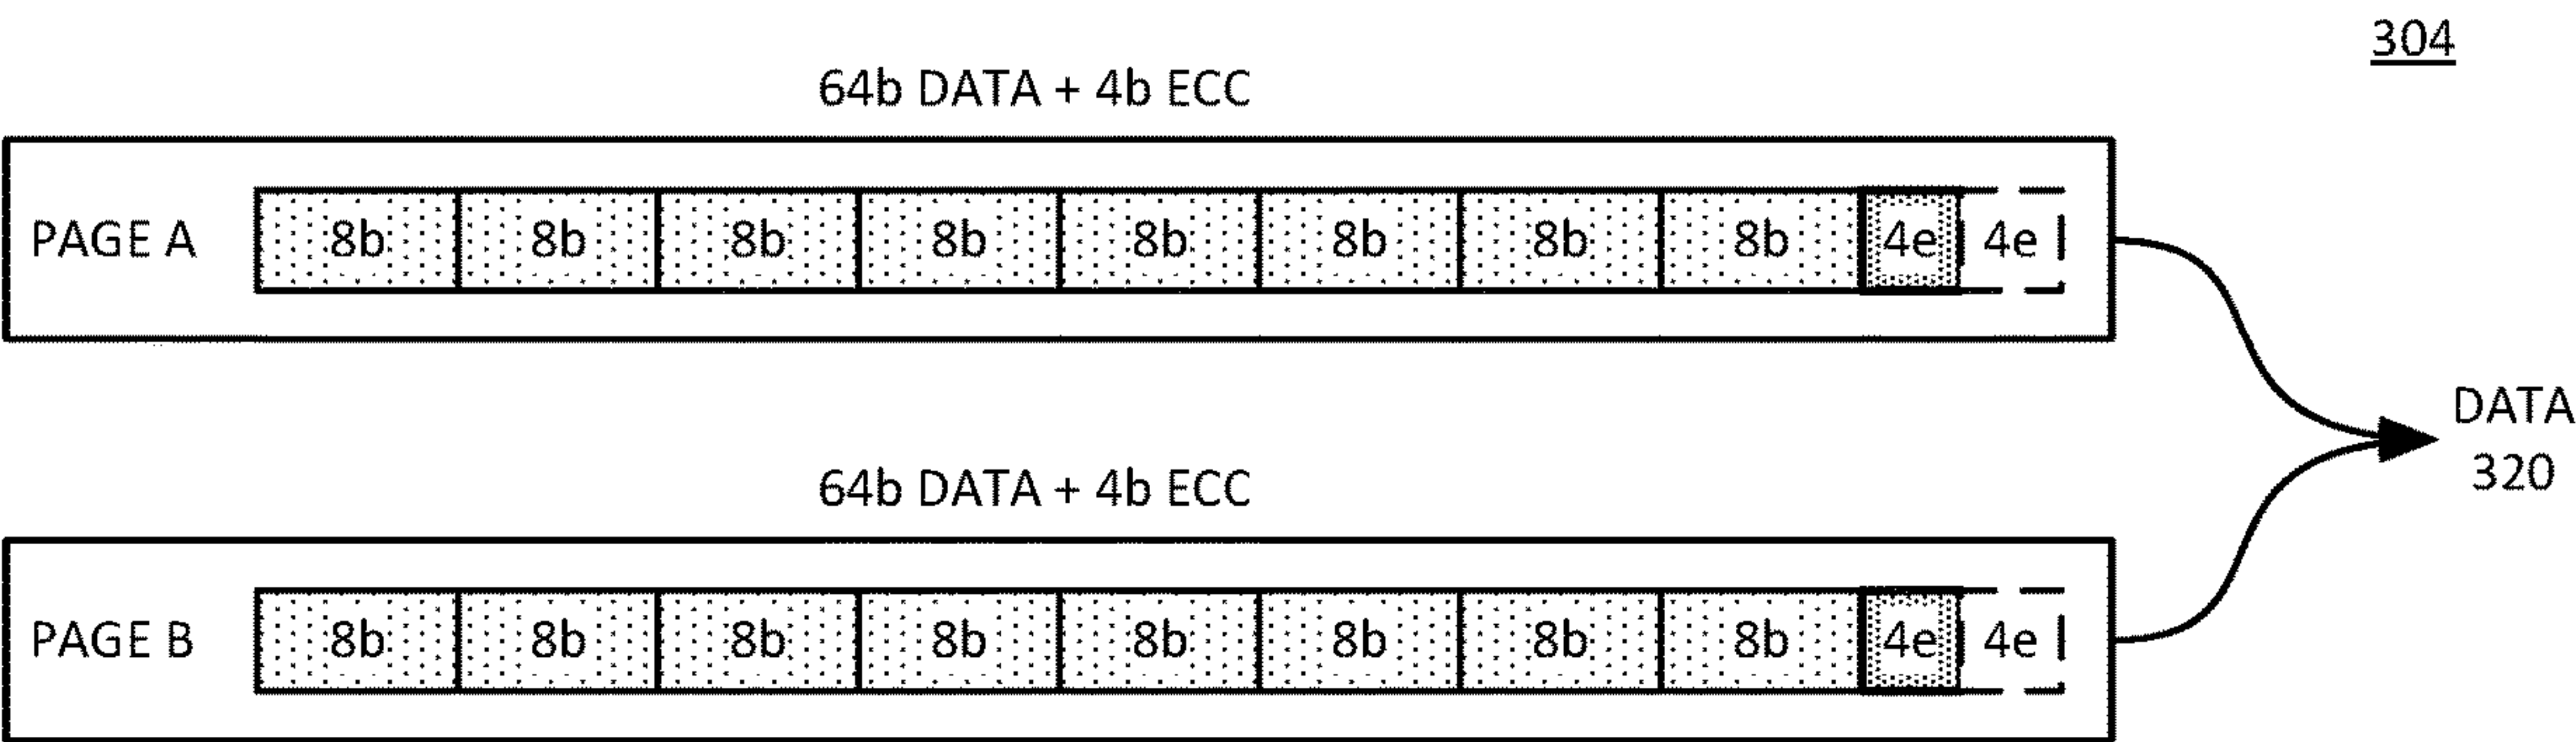 304
64b DATA + 4b ECC
PAGE A 8b 8b 8b 8b 8b 8b 8b 8b 4e 4e
DATA
320
64b DATA + 4b ECC
PAGE B 8b 8b 8b 8b 8b 8b 8b 8b 4e 4e